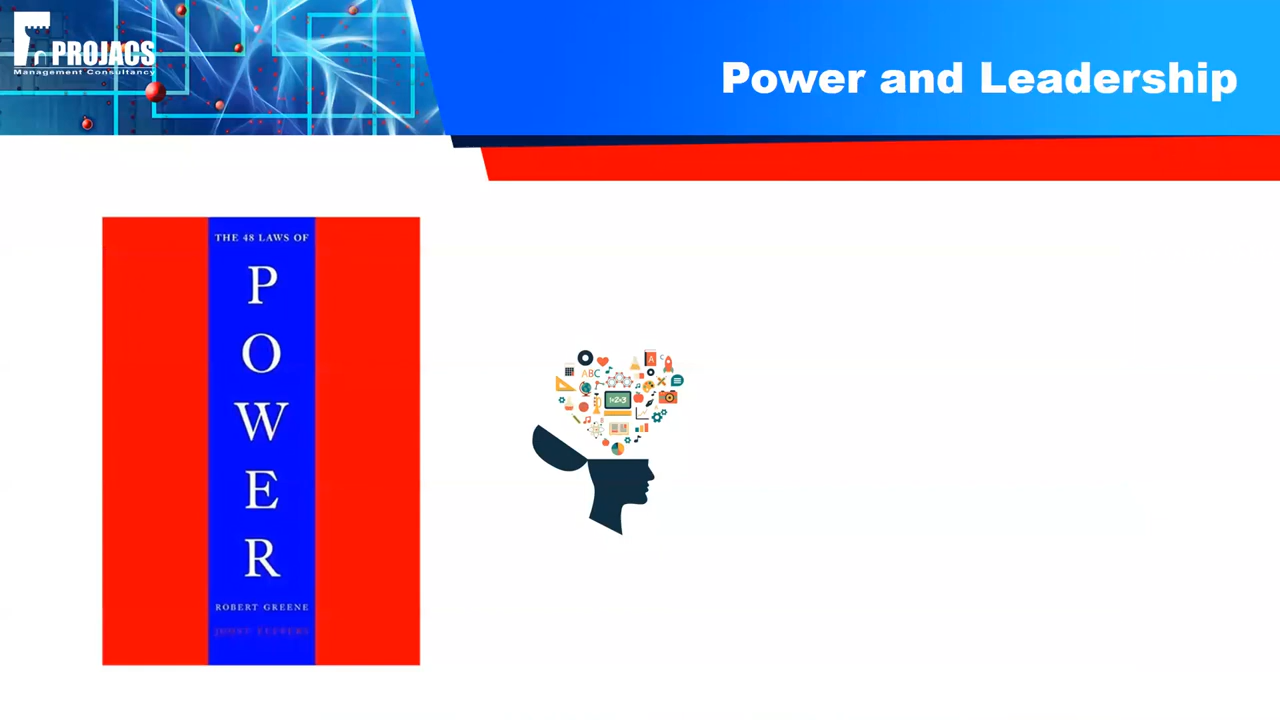 PROJACS
Management Consultancy
Power and Leadership
THE 48 LAWS OF
P
O
W
E
R
ROBERT GREENE
ABC
A
C
1+2=3